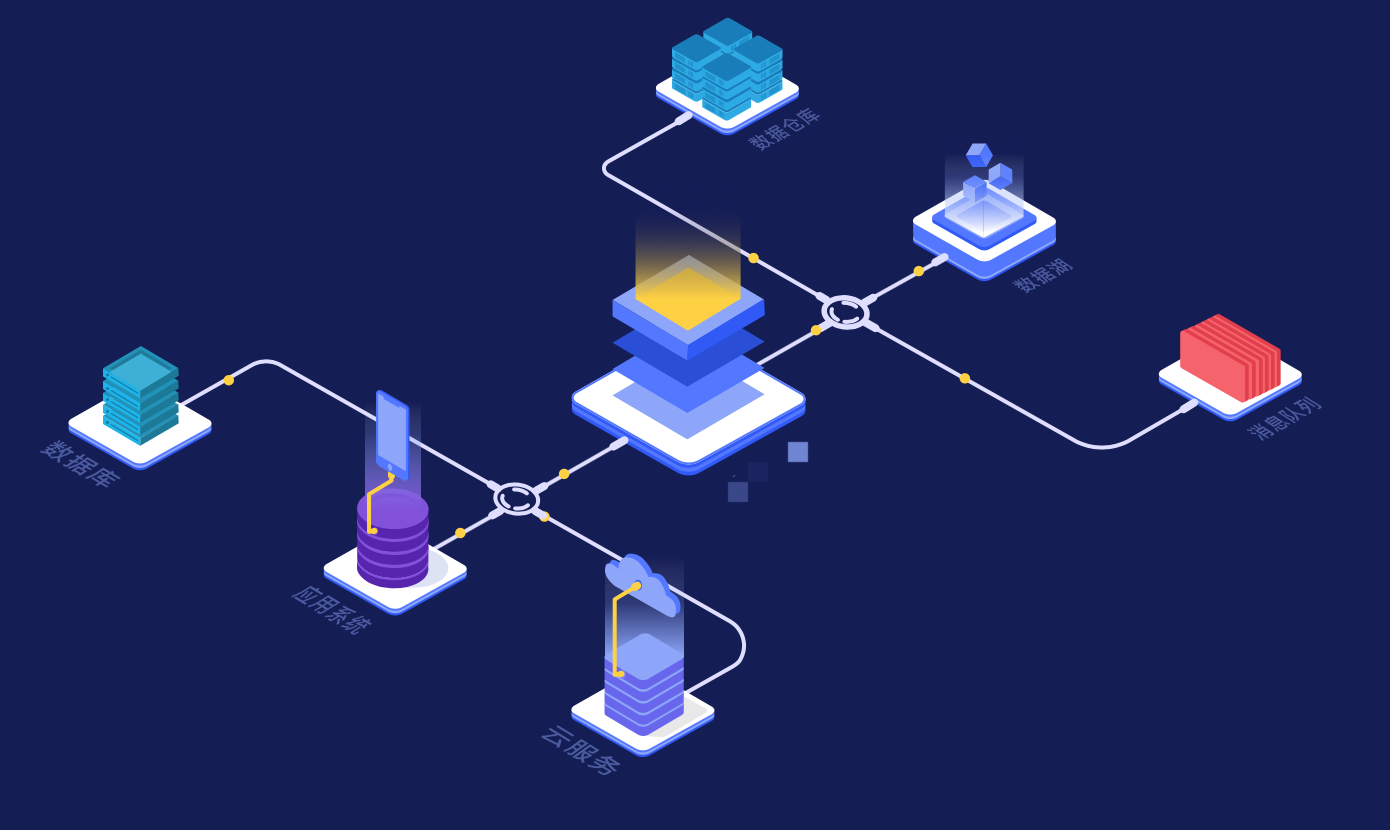 数据仓库
数据湖
消息队列
数据库
应用系统
云服务